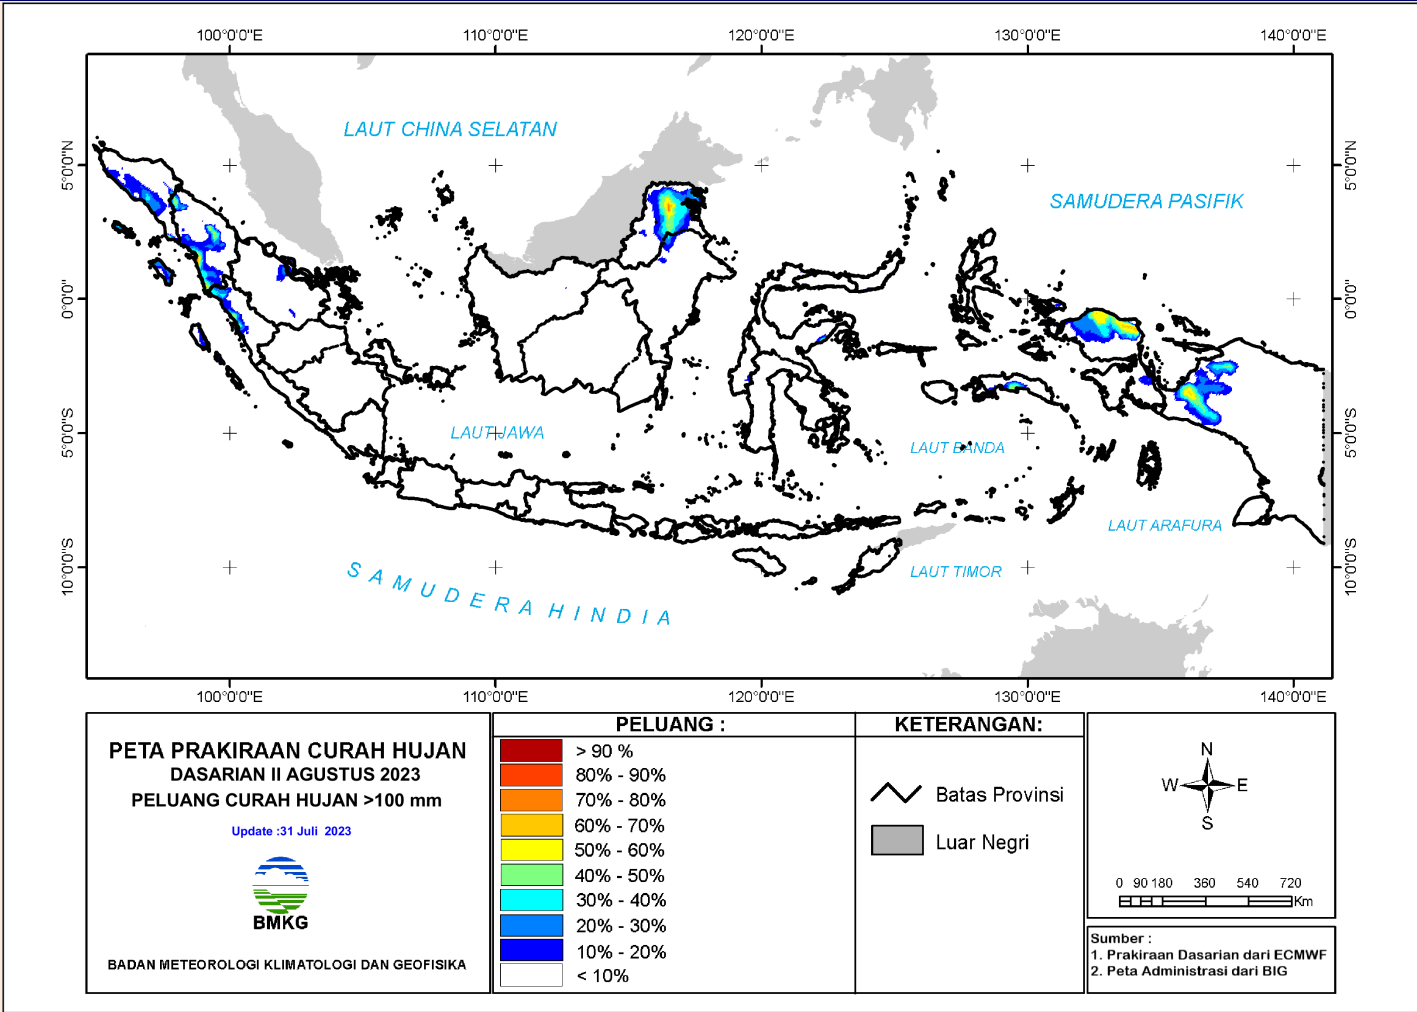 100°0'0"E 110°0'0"E 120°0'0"E 130°0'0"E 140°0'0"E
5°0'0"N 5°0'0"N
0°0'0" 0°0'0"
5°0'0"S 5°0'0"S
10°0'0"S 10°0'0"S
LAUT CHINA SELATAN
SAMUDERA PASIFIK
LAUT JAWA
LAUT BANDA
LAUT ARAFURA
LAUT TIMOR
SAMUDERA HINDIA
100°0'0"E 110°0'0"E 120°0'0"E 130°0'0"E 140°0'0"E
PETA PRAKIRAAN CURAH HUJAN
DASARIAN II AGUSTUS 2023
PELUANG CURAH HUJAN >100 mm
Update :31 Juli 2023
BMKG
BADAN METEOROLOGI KLIMATOLOGI DAN GEOFISIKA
PELUANG :
> 90 %
80% - 90%
70% - 80%
60% - 70%
50% - 60%
40% - 50%
30% - 40%
20% - 30%
10% - 20%
< 10%
KETERANGAN:
Batas Provinsi
Luar Negri
N
W E
S
0 90 180 360 540 720
Km
Sumber :
1. Prakiraan Dasarian dari ECMWF
2. Peta Administrasi dari BIG